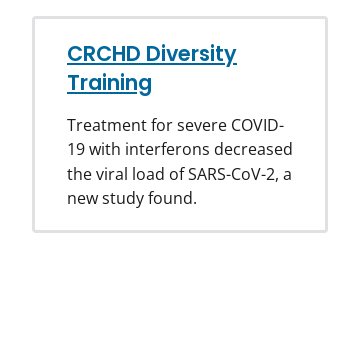 CRCHD Diversity
Training
Treatment for severe COVID-
19 with interferons decreased
the viral load of SARS-CoV-2, a
new study found.